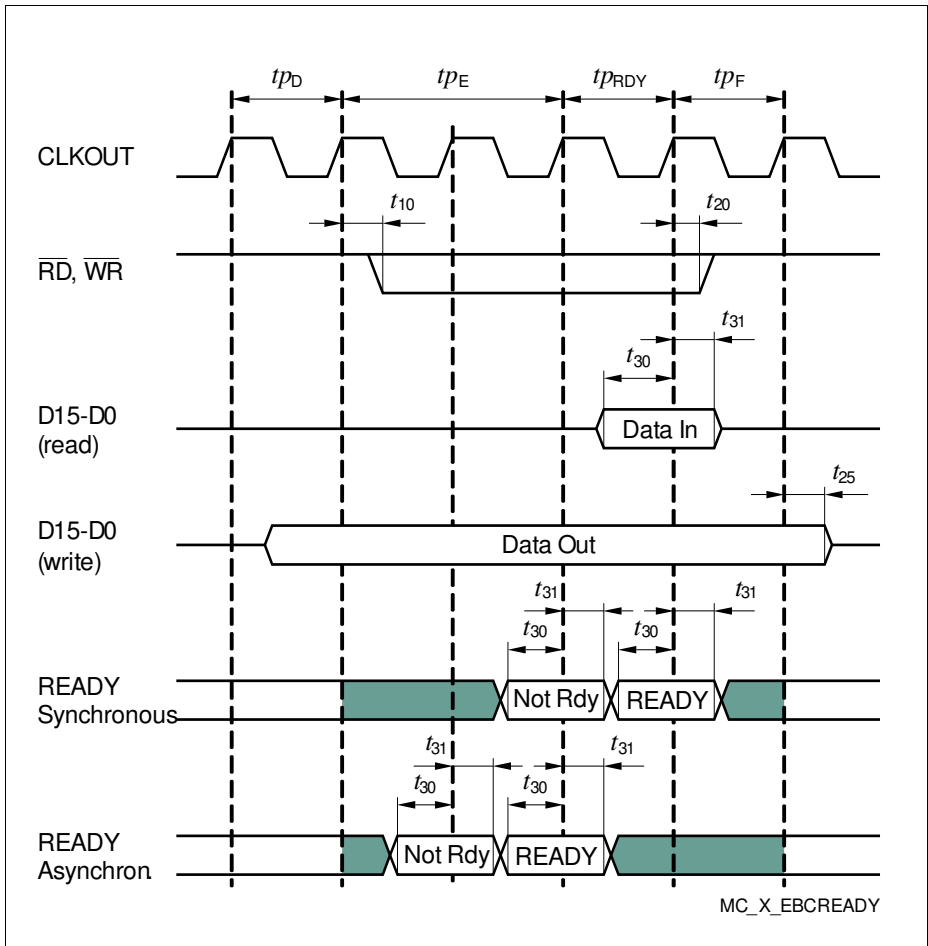 tpD tpE tpRDY tpF
CLKOUT
t10 t20
RD, WR
t31
t30
D15-D0
(read)
Data In
t25
D15-D0
(write)
Data Out
t31 t31
t30 t30
READY
Synchronous
Not Rdy READY
t31 t31
t30 t30
READY
Asynchron.
Not Rdy READY
MC_X_EBCREADY